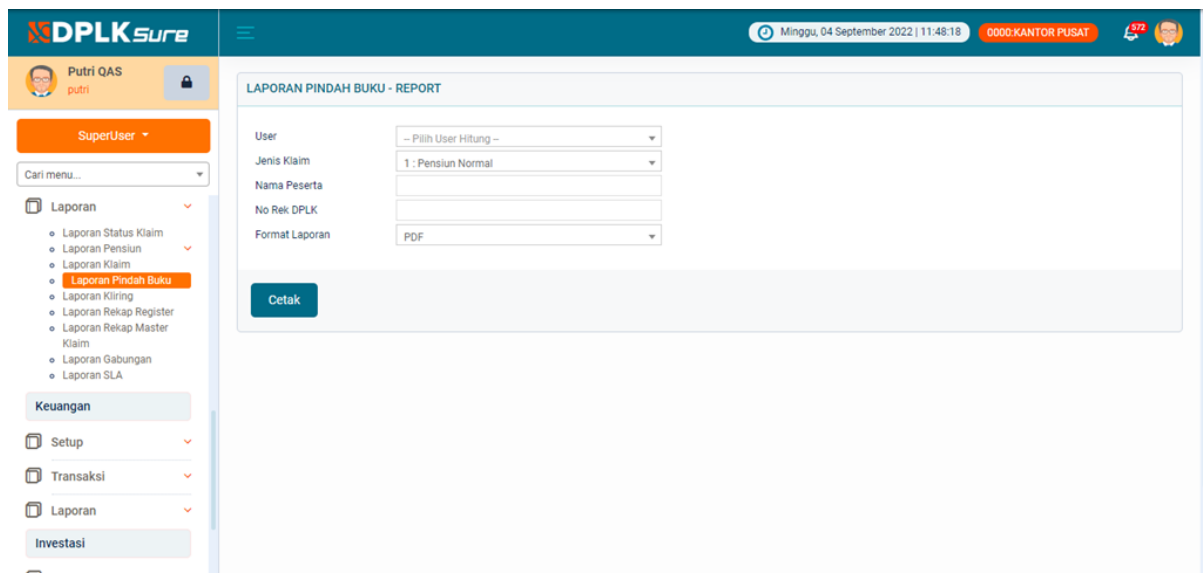 DPLKSure
Minggu, 04 September 2022 | 11:48:18
0000:KANTOR PUSAT
572
Putri QAS
putri
SuperUser
Cari menu...
Laporan
Laporan Status Klaim
Laporan Pensiun
Laporan Klaim
Laporan Pindah Buku
Laporan Kliring
Laporan Rekap Register
Laporan Rekap Master
Klaim
Laporan Gabungan
Laporan SLA
Keuangan
Setup
Transaksi
Laporan
Investasi
LAPORAN PINDAH BUKU - REPORT
User
-- Pilih User Hitung --
Jenis Klaim
1 : Pensiun Normal
Nama Peserta
No Rek DPLK
Format Laporan
PDF
Cetak